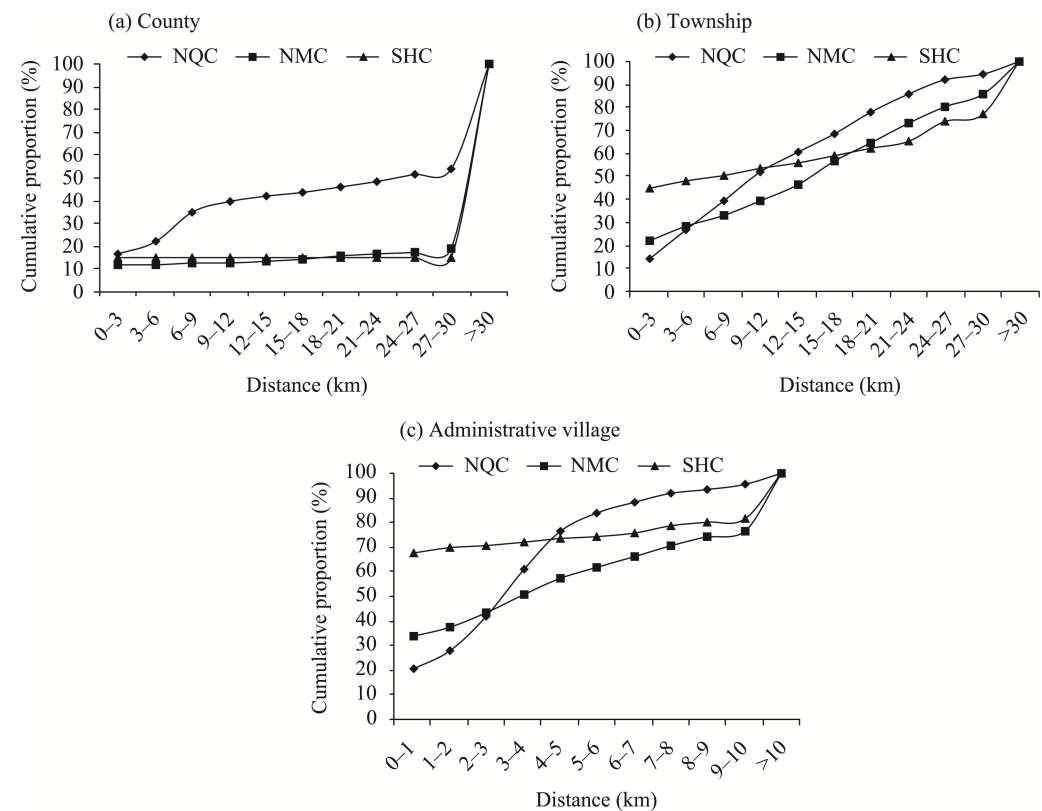 (a) County
NQC NMC SHC
Cumulative proportion (%)
100
90
80
70
60
50
40
30
20
10
0
0–3 3–6 6–9 9–12 12–15 15–18 18–21 21–24 24–27 27–30 >30
Distance (km)
(b) Township
NQC NMC SHC
Cumulative proportion (%)
100
90
80
70
60
50
40
30
20
10
0
0–3 3–6 6–9 9–12 12–15 15–18 18–21 21–24 24–27 27–30 >30
Distance (km)
(c) Administrative village
NQC NMC SHC
Cumulative proportion (%)
100
90
80
70
60
50
40
30
20
10
0
0–1 1–2 2–3 3–4 4–5 5–6 6–7 7–8 8–9 9–10 >10
Distance (km)